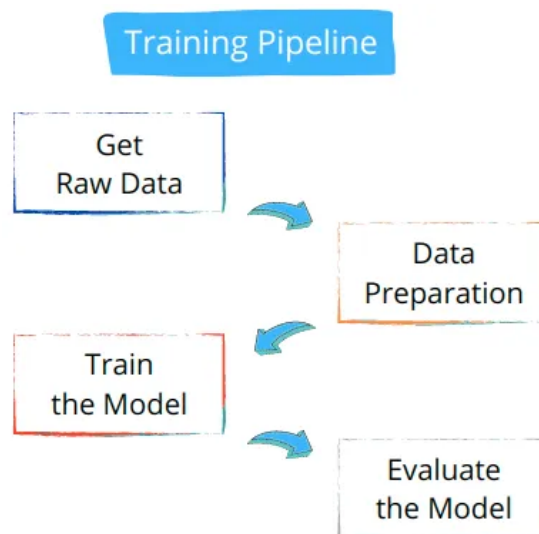 Training Pipeline
Get
Raw Data
Data
Preparation
Train
the Model
Evaluate
the Model